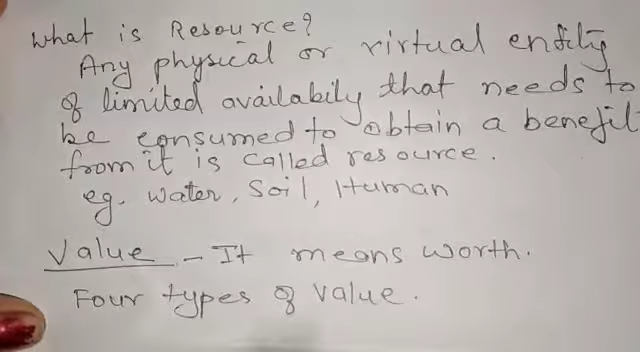 What is Resource?
Any physical or virtual entity
of limited availabily that needs to
be consumed to obtain a benefit
from it is called resource.
eg. water, Soil, Human
Value - It means worth.
Four types of value.